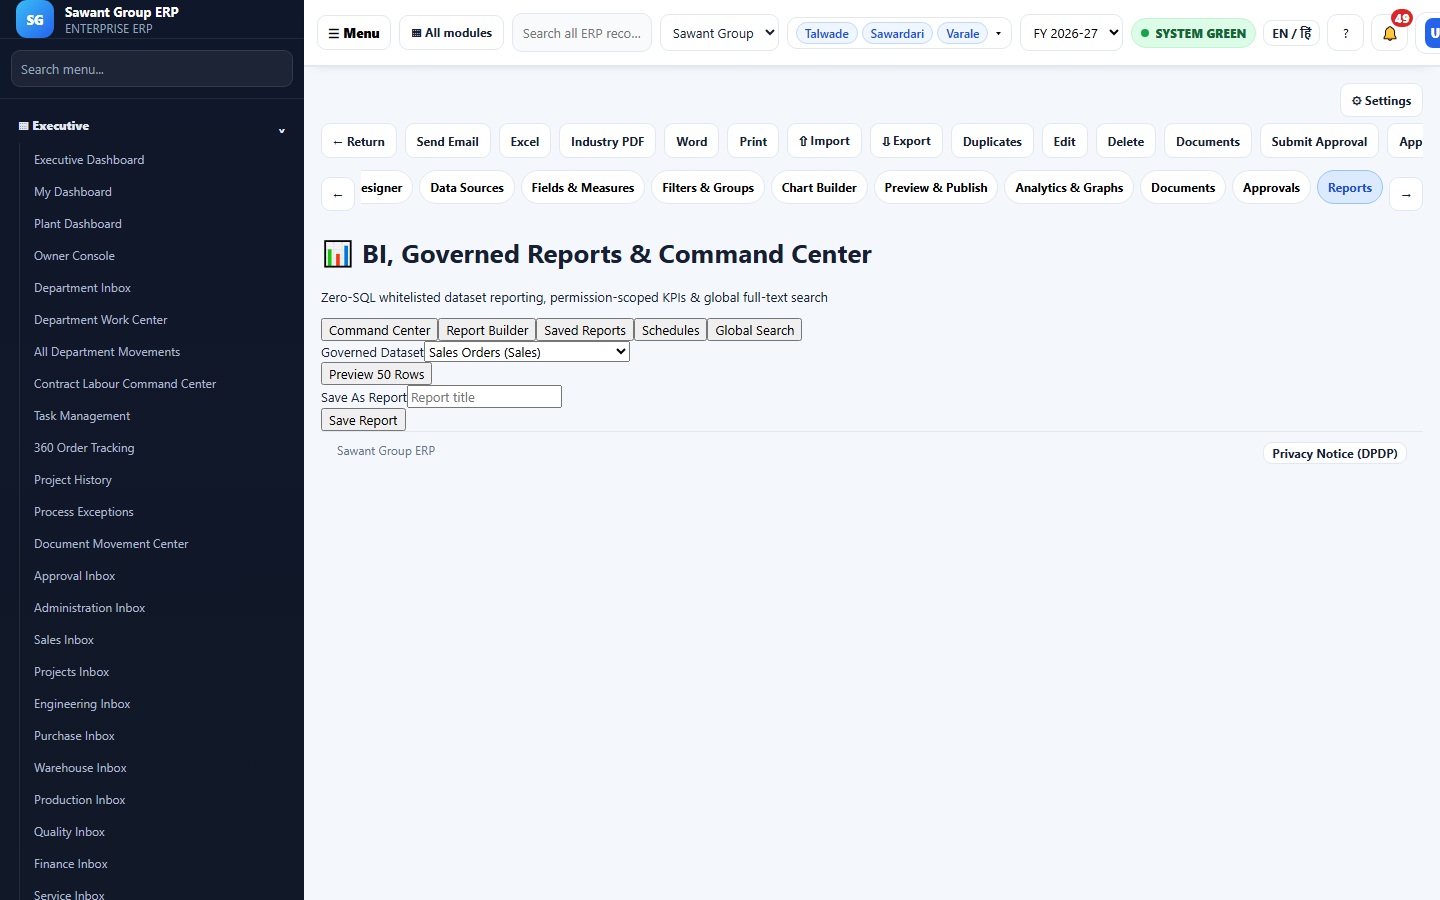 SG
Sawant Group ERP
ENTERPRISE ERP
Search menu...
Executive
Executive Dashboard
My Dashboard
Plant Dashboard
Owner Console
Department Inbox
Department Work Center
All Department Movements
Contract Labour Command Center
Task Management
360 Order Tracking
Project History
Process Exceptions
Document Movement Center
Approval Inbox
Administration Inbox
Sales Inbox
Projects Inbox
Engineering Inbox
Purchase Inbox
Warehouse Inbox
Production Inbox
Quality Inbox
Finance Inbox
Service Inbox
☰ Menu
All modules
Search all ERP reco...
Sawant Group
Talwade
Sawardari
Varale
FY 2026-27
SYSTEM GREEN
EN / हिं
?
49
U
⚙ Settings
← Return
Send Email
Excel
Industry PDF
Word
Print
⇧ Import
⇩ Export
Duplicates
Edit
Delete
Documents
Submit Approval
App
←
esigner
Data Sources
Fields & Measures
Filters & Groups
Chart Builder
Preview & Publish
Analytics & Graphs
Documents
Approvals
Reports
→
📊 BI, Governed Reports & Command Center
Zero-SQL whitelisted dataset reporting, permission-scoped KPIs & global full-text search
Command Center
Report Builder
Saved Reports
Schedules
Global Search
Governed Dataset Sales Orders (Sales)
Preview 50 Rows
Save As Report Report title
Save Report
Sawant Group ERP
Privacy Notice (DPDP)